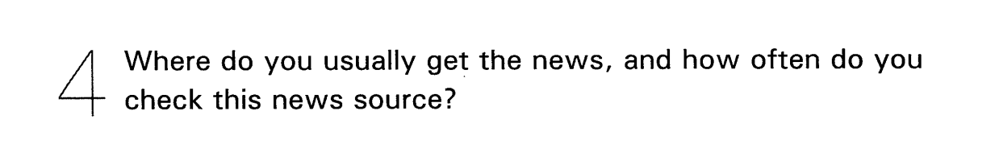 4 Where do you usually get the news, and how often do you
check this news source?